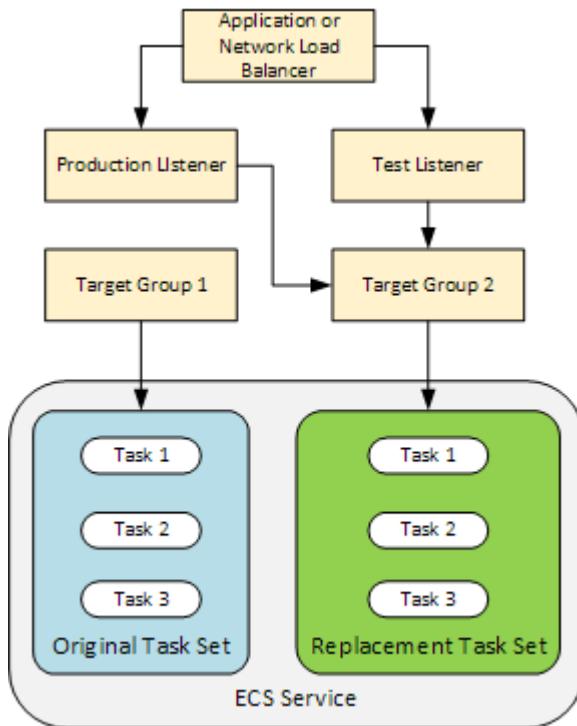 Application or
Network Load
Balancer
Production LIstener
Test Listener
Target Group 1
Target Group 2
Task 1
Task 1
Task 2
Task 2
Task 3
Task 3
Original Task Set
Replacement Task Set
ECS Service